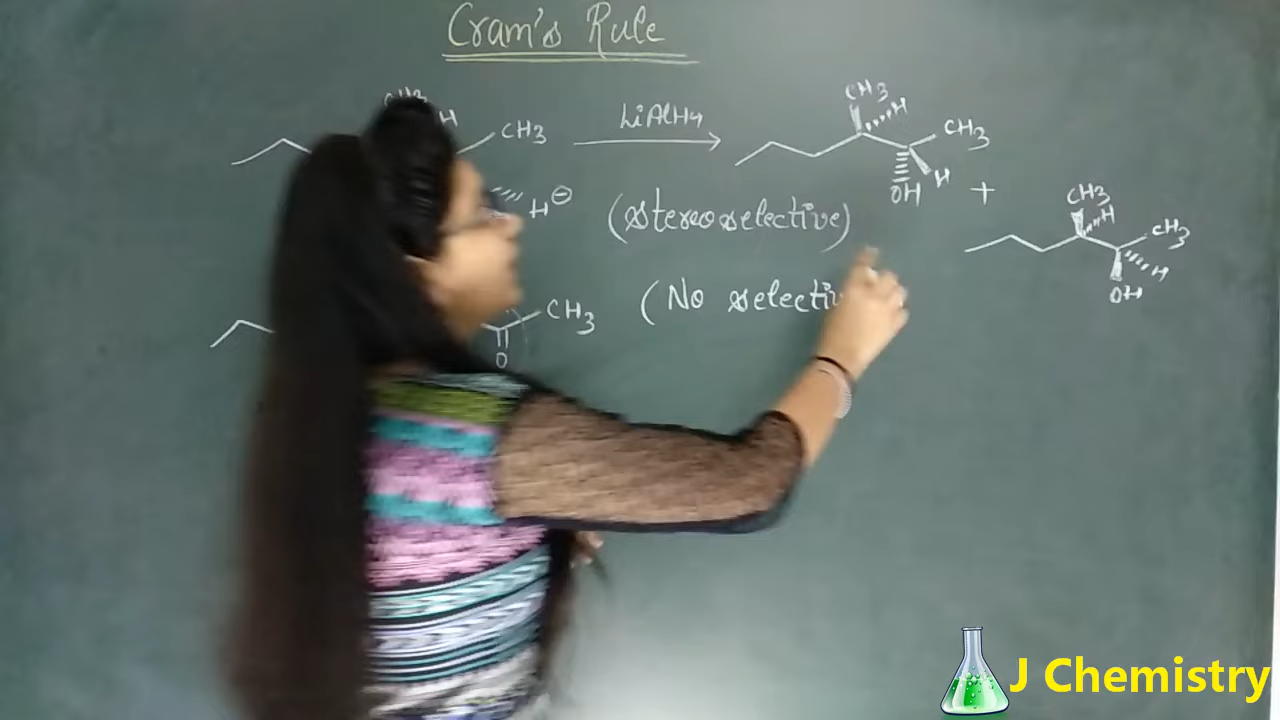 Cram's Rule
CH3
H
CH3
H⊖
LiAlH4
CH3
H
CH3
H
OH
+
CH3
H
CH3
H
OH
(stereoselective)
(No selecti
CH3
O
J Chemistry